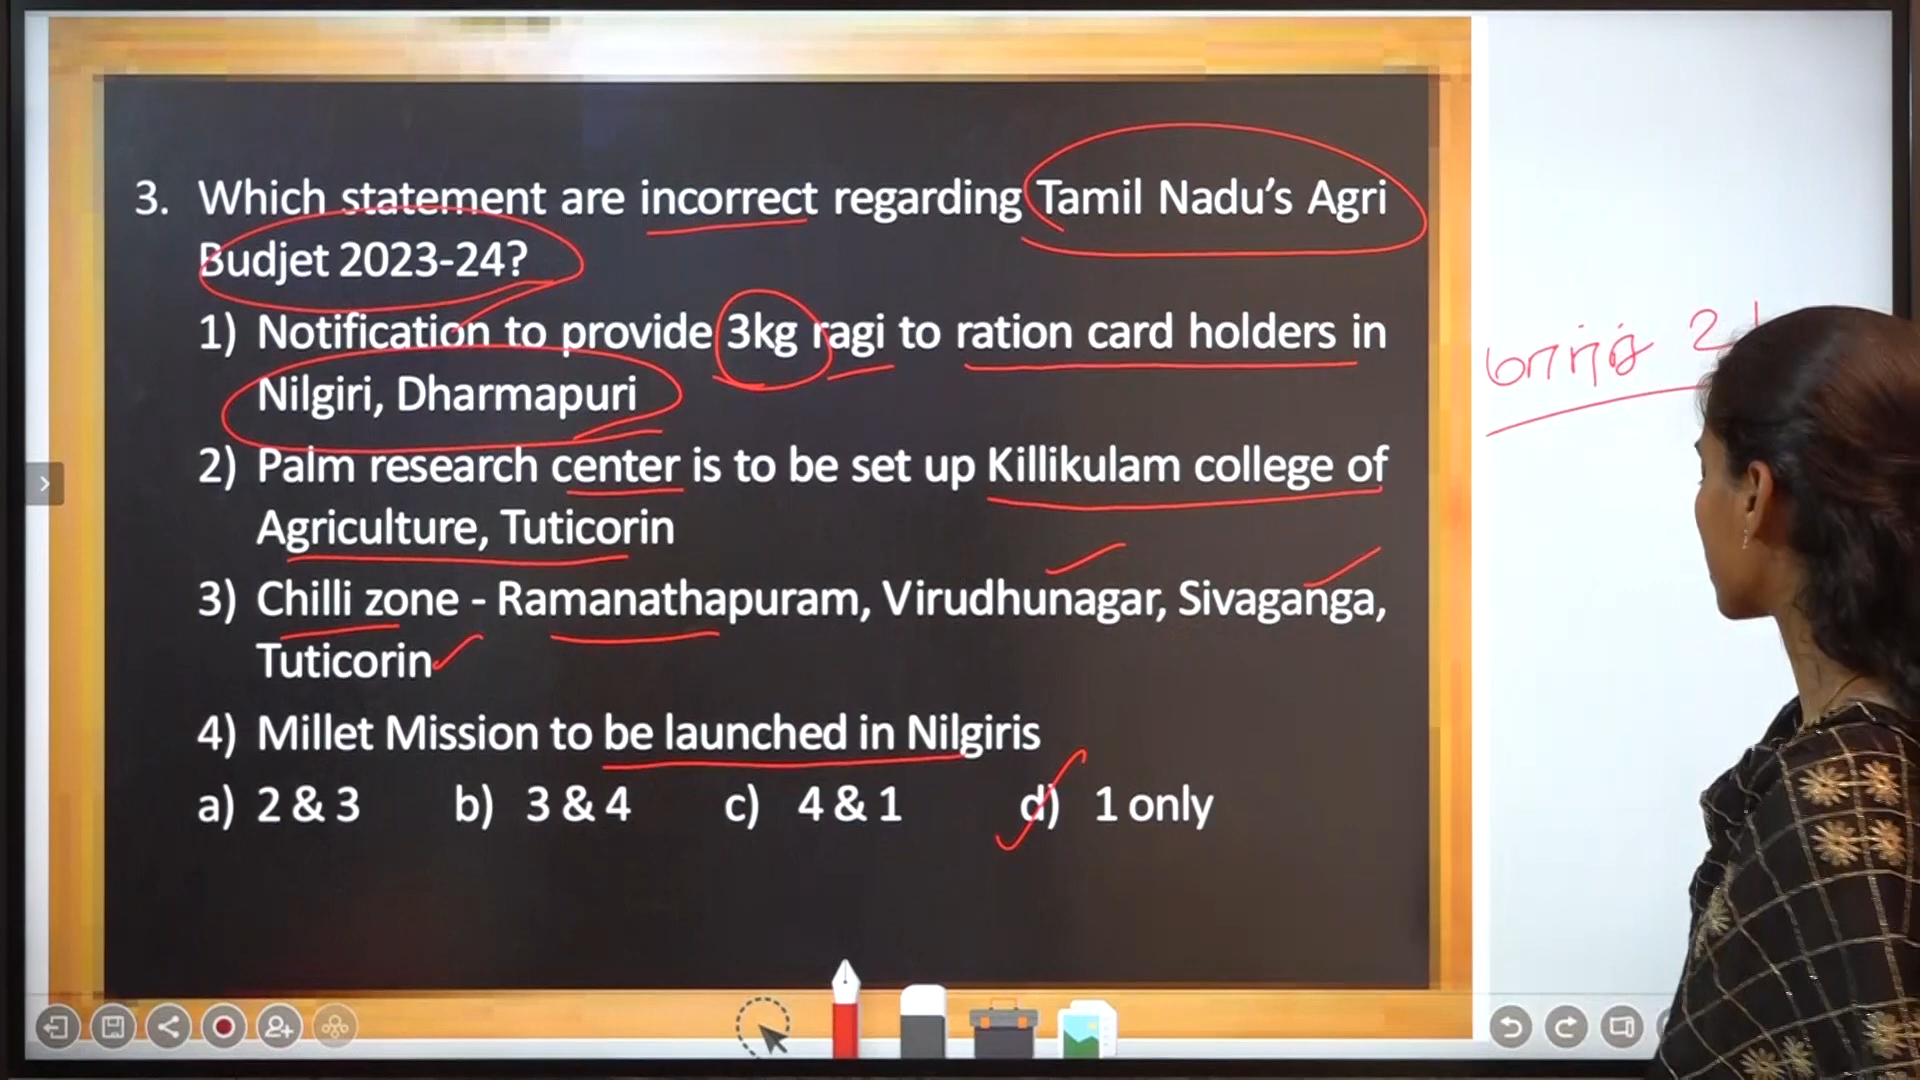 3. Which statement are incorrect regarding Tamil Nadu's Agri
Budjet 2023-24?
1) Notification to provide 3kg ragi to ration card holders in
Nilgiri, Dharmapuri
2) Palm research center is to be set up Killikulam college of
Agriculture, Tuticorin
3) Chilli zone - Ramanathapuram, Virudhunagar, Sivaganga,
Tuticorin
4) Millet Mission to be launched in Nilgiris
a) 2 & 3 b) 3 & 4 c) 4 & 1 d) 1 only
மார்ச்